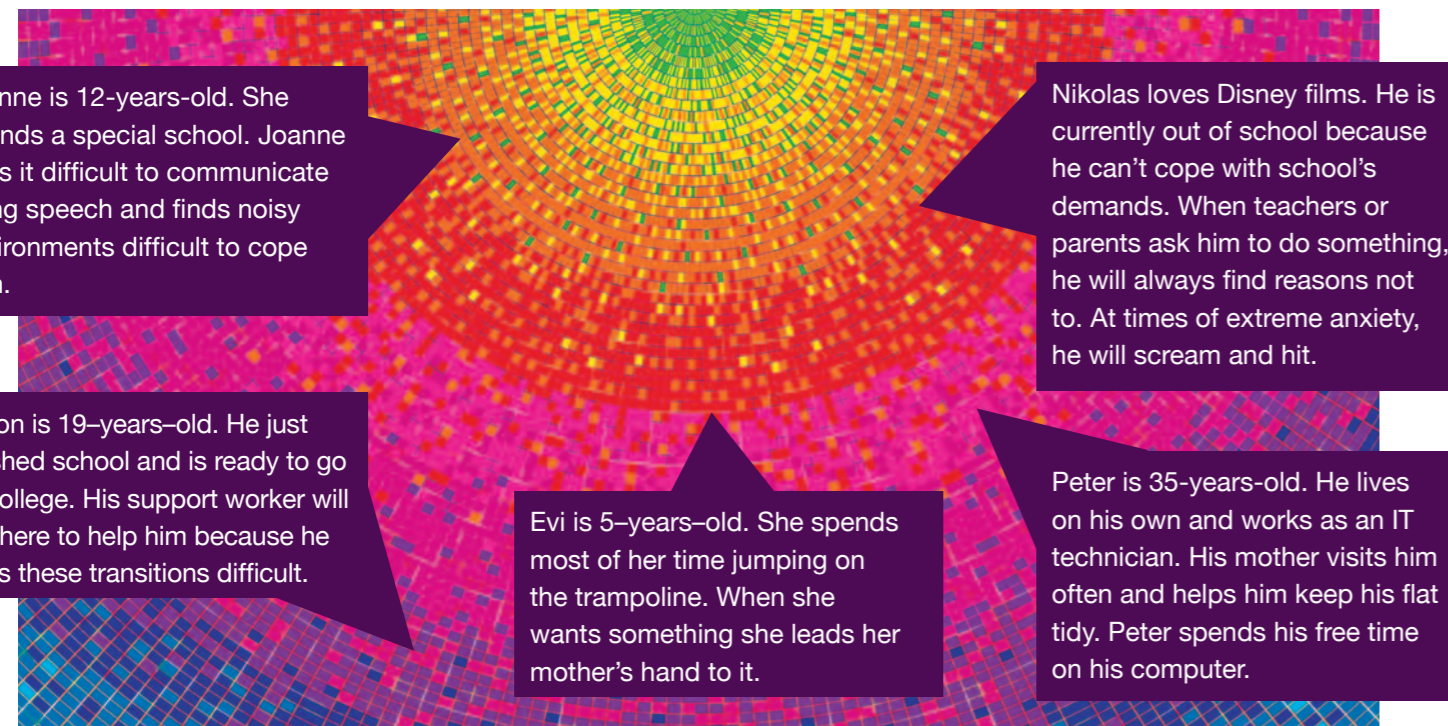 nne is 12-years-old. She
nds a special school. Joanne
s it difficult to communicate
ng speech and finds noisy
ironments difficult to cope
.
Nikolas loves Disney films. He is
currently out of school because
he can’t cope with school’s
demands. When teachers or
parents ask him to do something,
he will always find reasons not
to. At times of extreme anxiety,
he will scream and hit.
on is 19–years–old. He just
shed school and is ready to go
ollege. His support worker will
here to help him because he
s these transitions difficult.
Evi is 5–years–old. She spends
most of her time jumping on
the trampoline. When she
wants something she leads her
mother’s hand to it.
Peter is 35-years-old. He lives
on his own and works as an IT
technician. His mother visits him
often and helps him keep his flat
tidy. Peter spends his free time
on his computer.